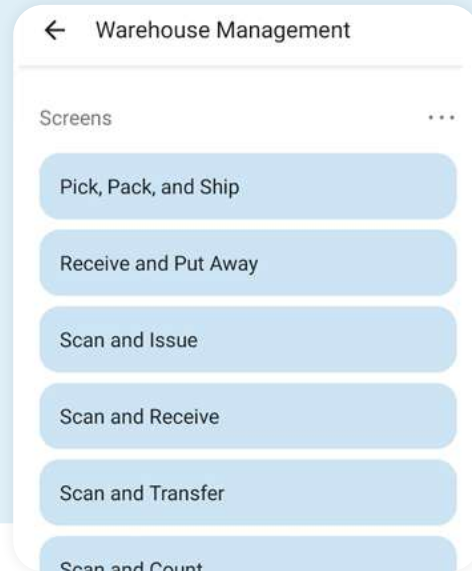 Warehouse Management
Screens
Pick, Pack, and Ship
Receive and Put Away
Scan and Issue
Scan and Receive
Scan and Transfer
Scan and Count